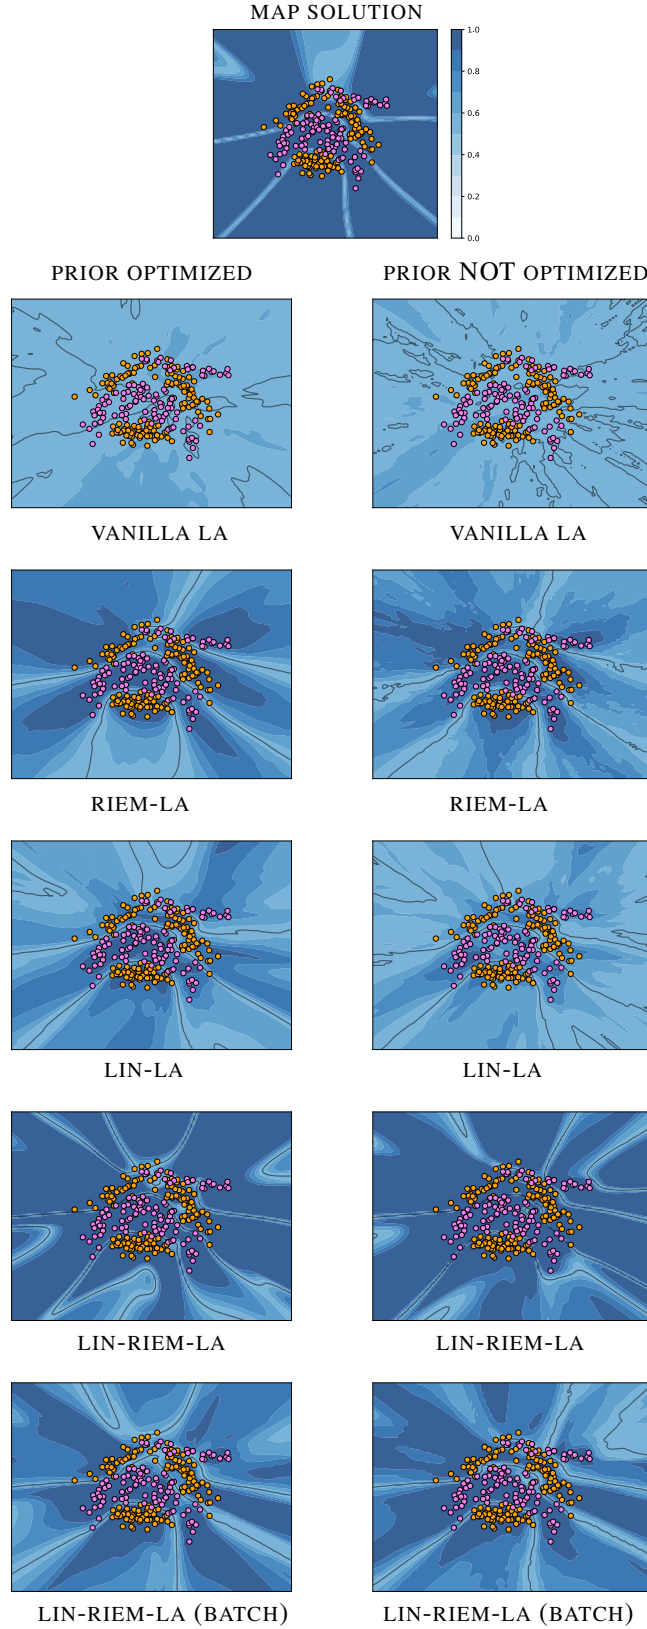 MAP SOLUTION
1.0
0.8
0.6
0.4
0.2
0.0
PRIOR OPTIMIZED PRIOR NOT OPTIMIZED
VANILLA LA VANILLA LA
RIEM-LA RIEM-LA
LIN-LA LIN-LA
LIN-RIEM-LA LIN-RIEM-LA
LIN-RIEM-LA (BATCH) LIN-RIEM-LA (BATCH)